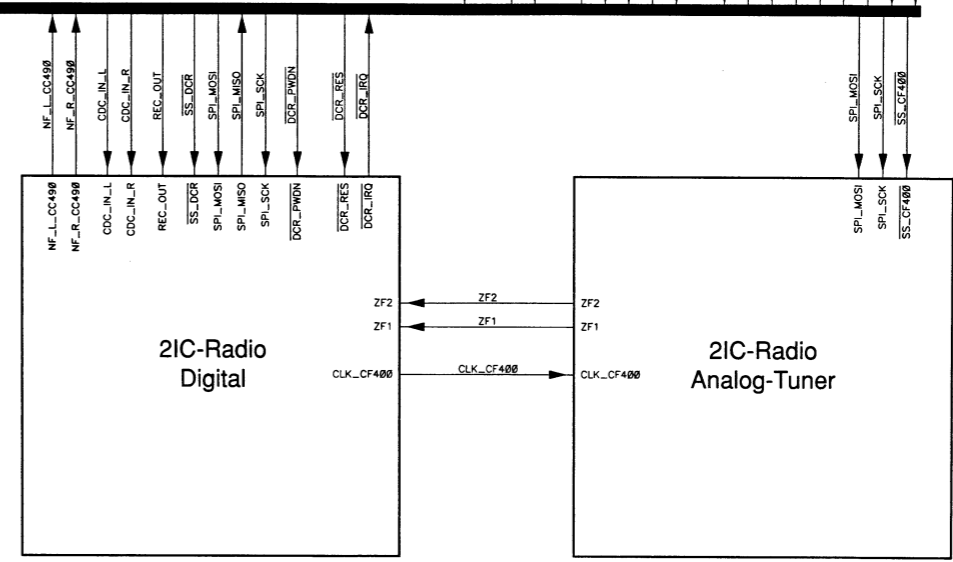 NF_L_CC490
NF_R_CC490
CDC_IN_L
CDC_IN_R
REC_OUT
SS_DCR
SPI_MOSI
SPI_MISO
SPI_SCK
DCR_PWDN
DCR_RES
DCR_IRQ
SPI_MOSI
SPI_SCK
SS_CF400
NF_L_CC490
NF_R_CC490
CDC_IN_L
CDC_IN_R
REC_OUT
SS_DCR
SPI_MOSI
SPI_MISO
SPI_SCK
DCR_PWDN
DCR_RES
DCR_IRQ
SPI_MOSI
SPI_SCK
SS_CF400
ZF2 ZF2 ZF2
ZF1 ZF1 ZF1
2IC-Radio
Digital
CLK_CF400 CLK_CF400 CLK_CF400
2IC-Radio
Analog-Tuner